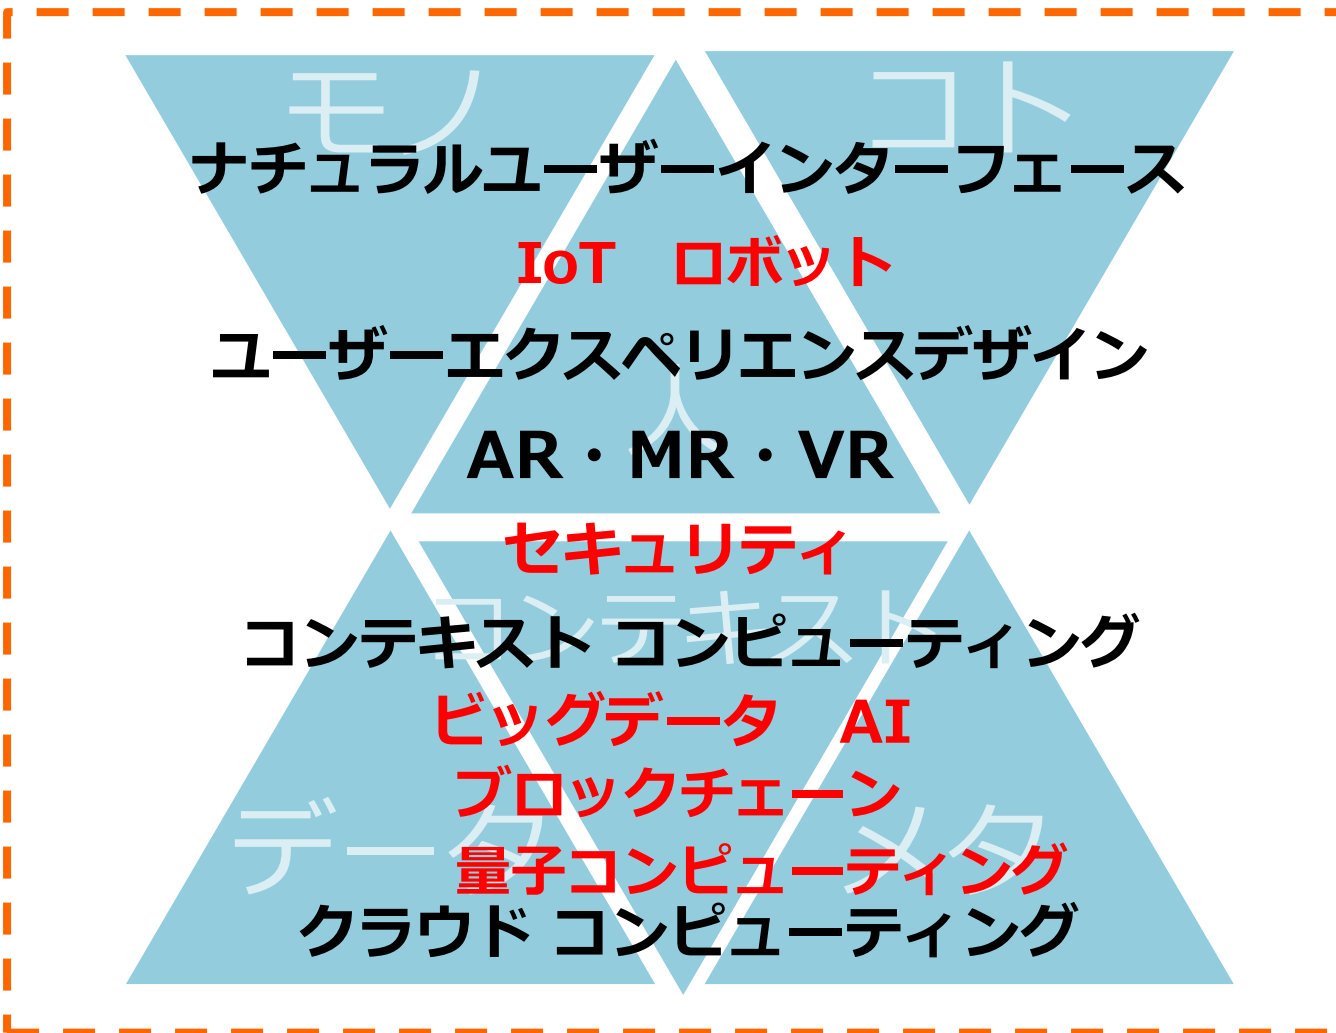 モノ
コト
ナチュラルユーザーインターフェース
IoT　ロボット
ユーザーエクスペリエンスデザイン
人
AR・MR・VR
セキュリティ
コンテキスト
コンテキスト コンピューティング
ビッグデータ　AI
ブロックチェーン
データ
メタ
量子コンピューティング
クラウド コンピューティング